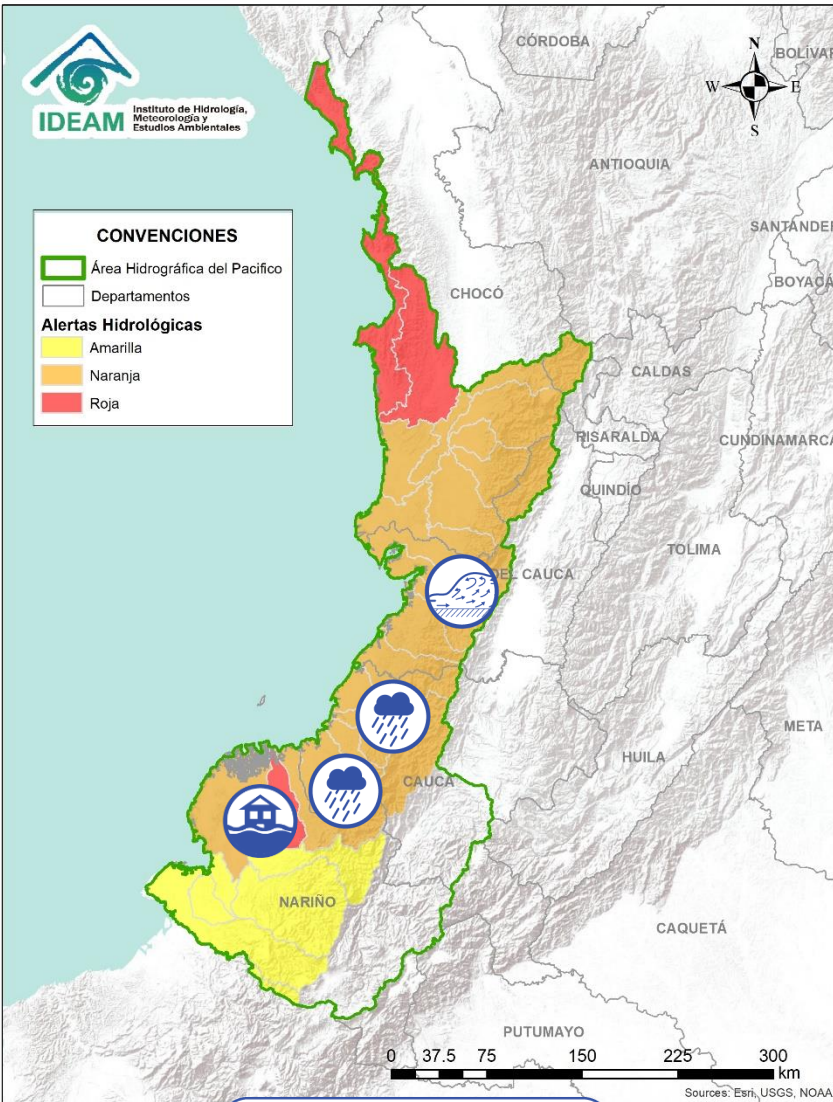 IDEAM
Instituto de Hidrología,
Meteorología y
Estudios Ambientales
CÓRDOBA
BOLÍVAR
N
W
E
S
ANTIOQUIA
SANTANDER
BOYACÁ
CONVENCIONES
Área Hidrográfica del Pacifico
Departamentos
Alertas Hidrológicas
Amarilla
Naranja
Roja
CHOCÓ
CALDAS
RISARALDA
CUNDINAMARCA
QUINDÍO
TOLIMA
DEL CAUCA
META
HUILA
CAUCA
NARIÑO
CAQUETÁ
PUTUMAYO
0 37.5 75 150 225 300
km
Sources: Esri, USGS, NOAA